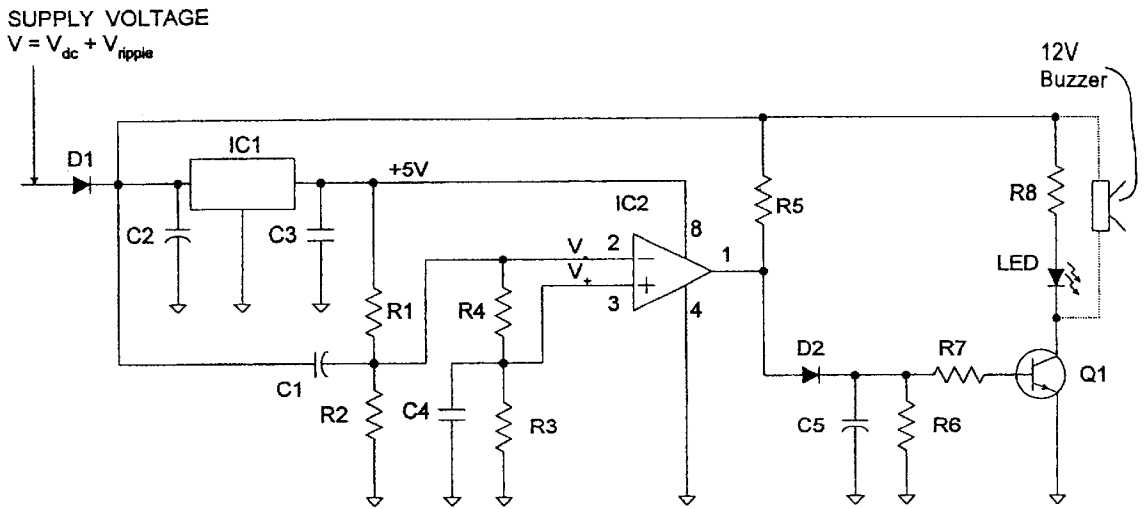 SUPPLY VOLTAGE
V = Vdc + Vripple
12V
Buzzer
D1
IC1
+5V
IC2
R5
R8
C2
C3
V-
2
8
1
V+
3
4
LED
R1
R4
D2
R7
Q1
C1
R2
C4
R3
C5
R6